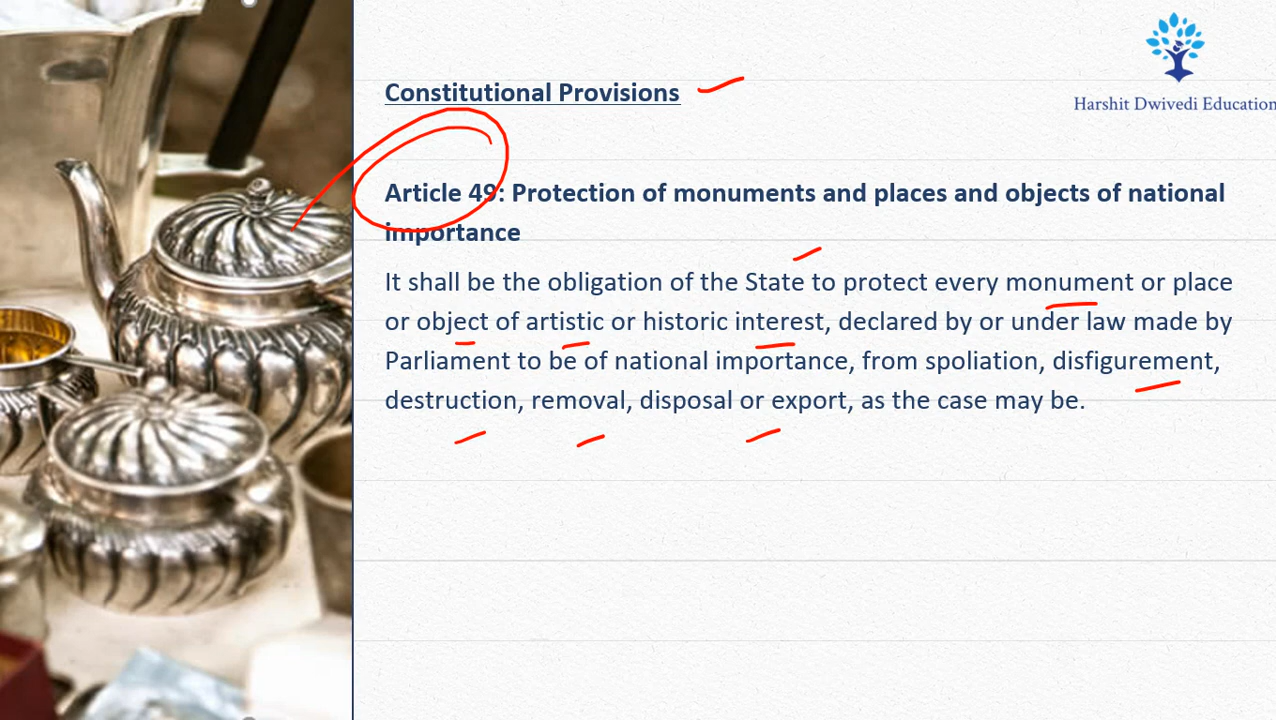 Harshit Dwivedi Education
Constitutional Provisions
Article 49: Protection of monuments and places and objects of national
importance
It shall be the obligation of the State to protect every monument or place
or object of artistic or historic interest, declared by or under law made by
Parliament to be of national importance, from spoliation, disfigurement,
destruction, removal, disposal or export, as the case may be.